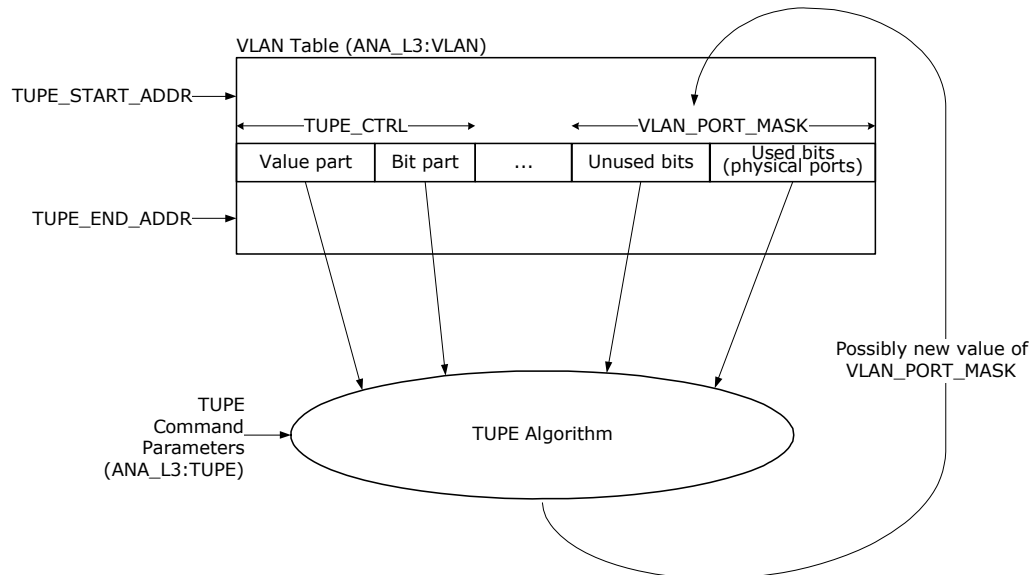 VLAN Table (ANA_L3:VLAN)
TUPE_START_ADDR
TUPE_CTRL
VLAN_PORT_MASK
Value part
Bit part
...
Unused bits
Used bits
(physical ports)
TUPE_END_ADDR
Possibly new value of
VLAN_PORT_MASK
TUPE
Command
Parameters
(ANA_L3:TUPE)
TUPE Algorithm